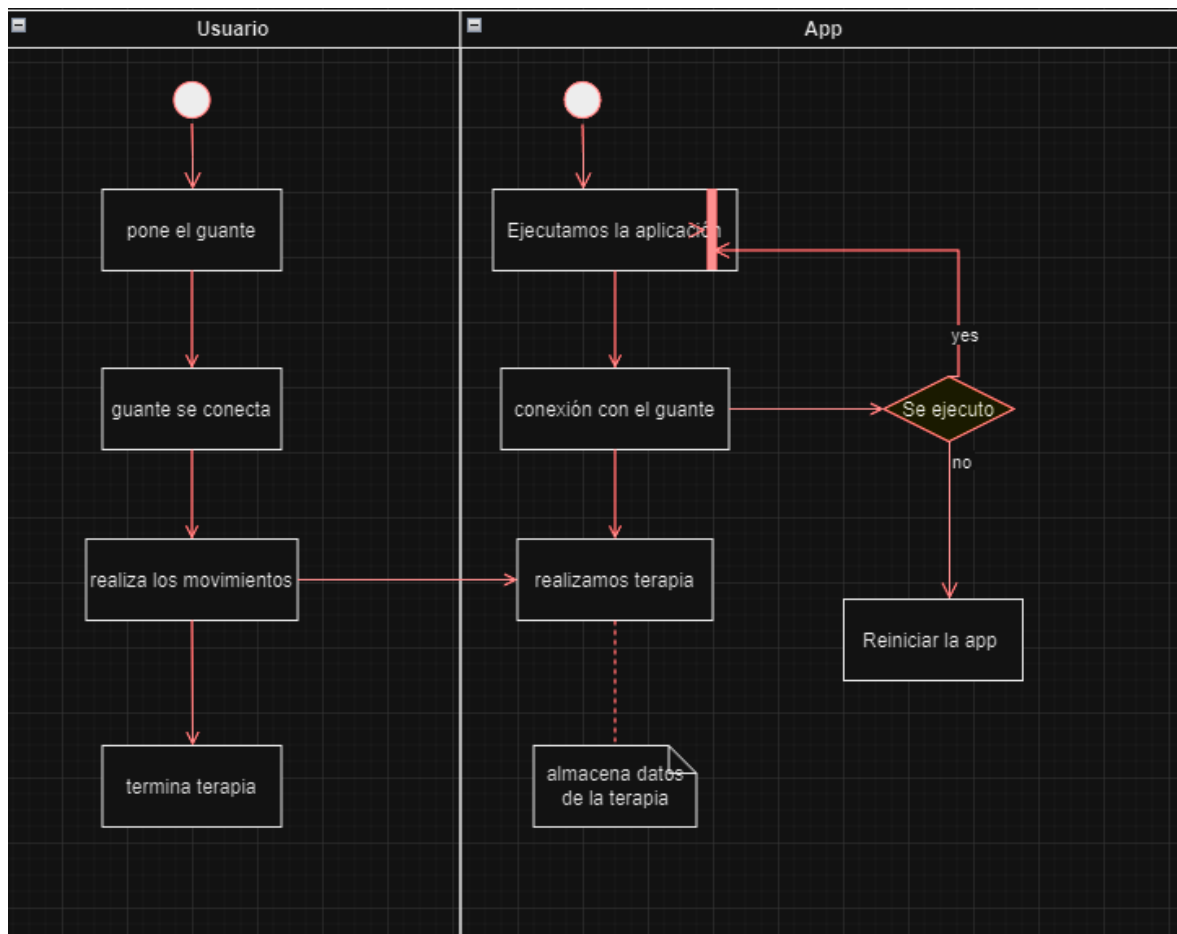 Usuario
App
pone el guante
Ejecutamos la aplicación
yes
guante se conecta
conexión con el guante
Se ejecuto
no
realiza los movimientos
realizamos terapia
Reiniciar la app
termina terapia
almacena datos
de la terapia